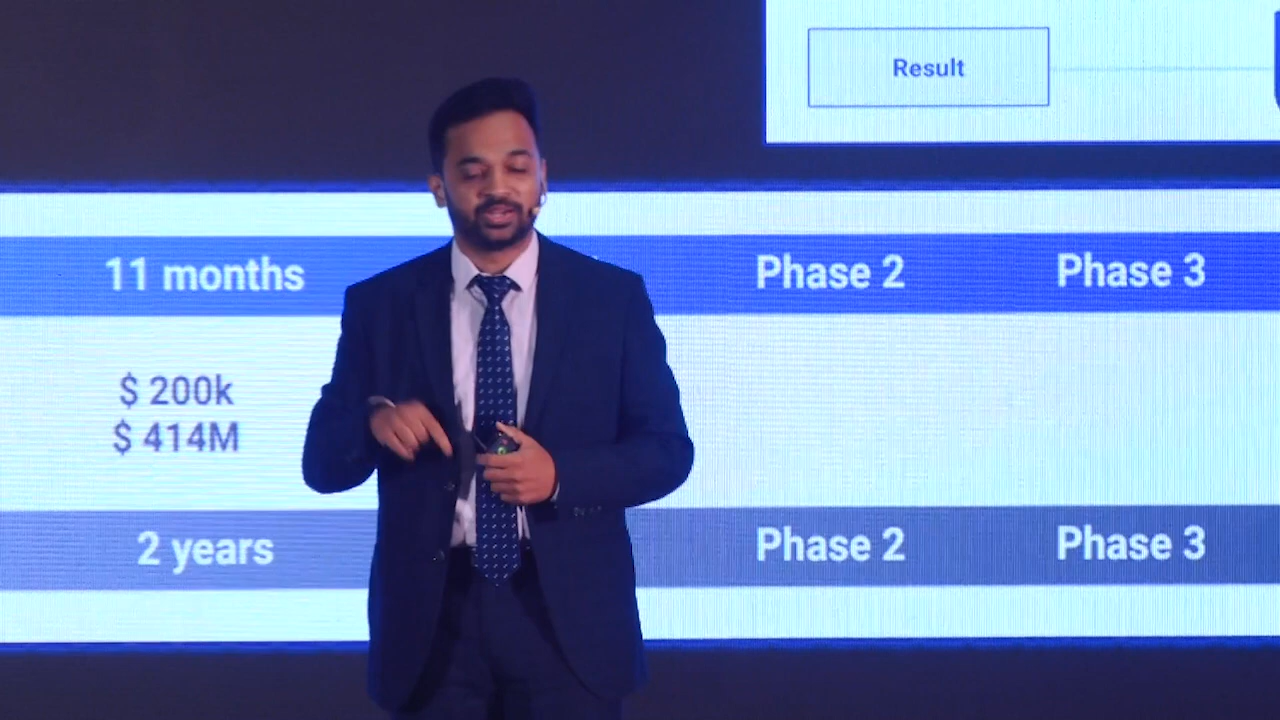 Result
11 months
Phase 2
Phase 3
$ 200k
$ 414M
2 years
Phase 2
Phase 3